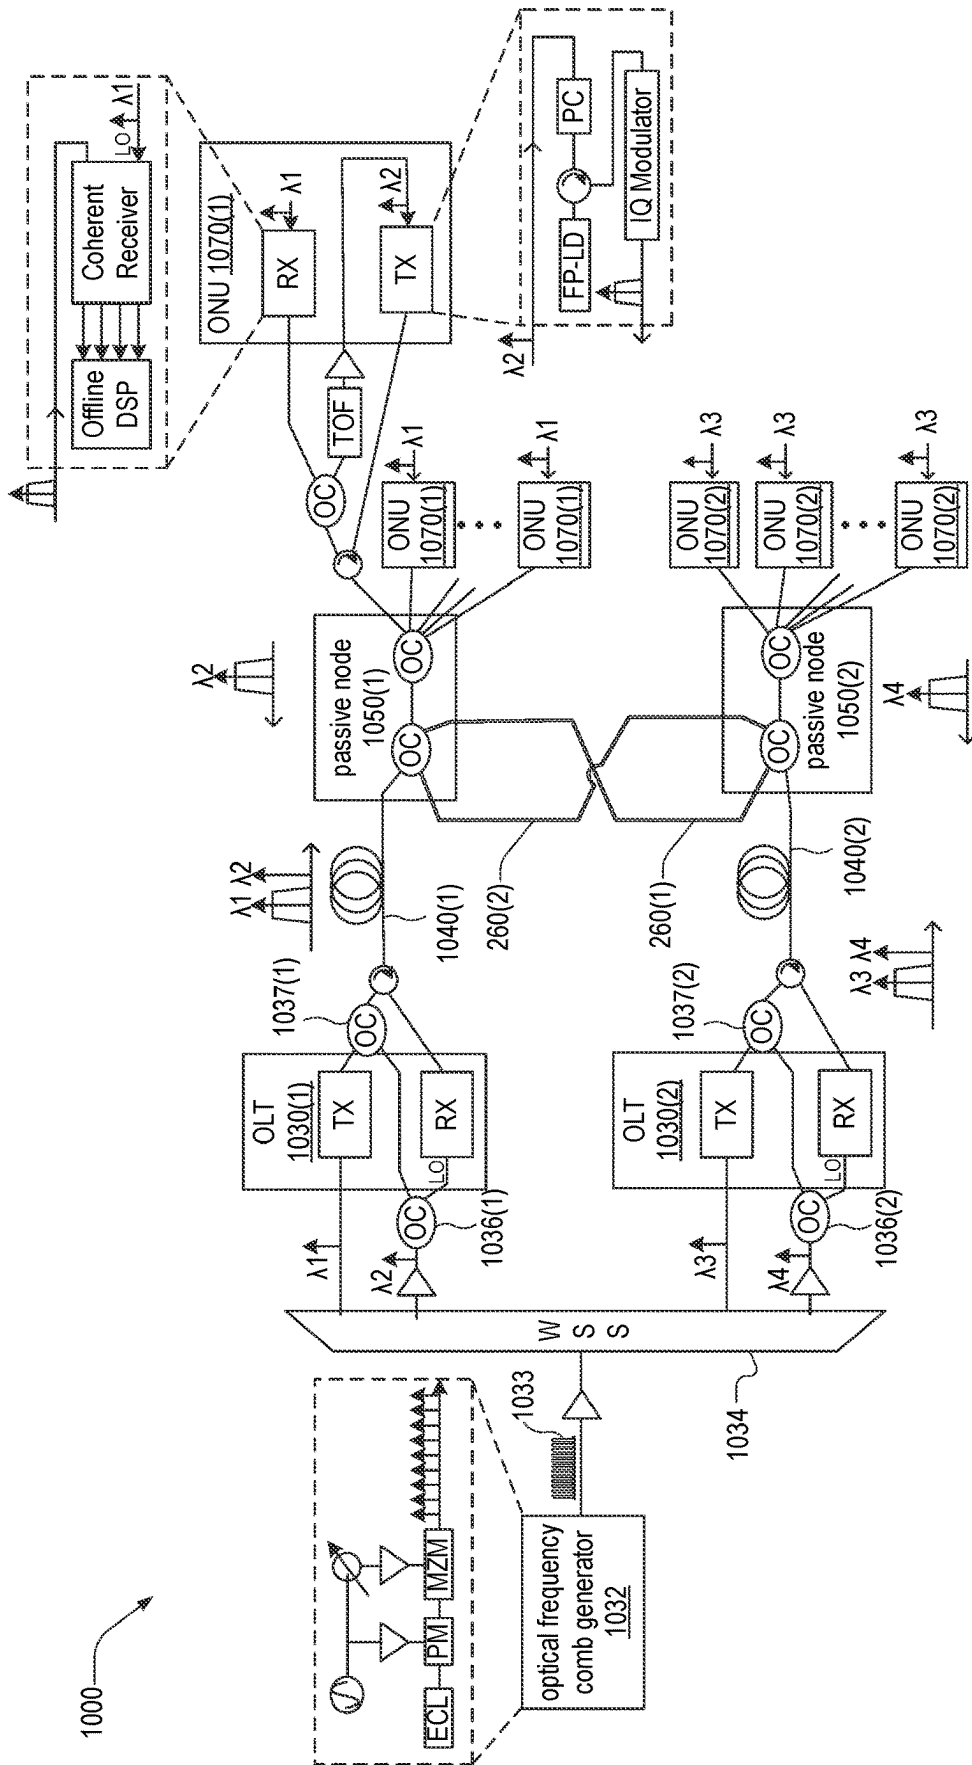 1000
ECL
PM
MZM
optical frequency
comb generator
1032
1033
1034
W
S
S
λ1
λ2
OC
1036(1)
OLT
1030(1)
TX
RX
LO
OC
1037(1)
λ1 λ2
1040(1)
260(2)
passive node
1050(1)
OC
OC
λ2
OC
TOF
ONU 1070(1)
RX
λ1
TX
λ2
Offline
DSP
Coherent
Receiver
LO
λ1
λ2
FP-LD
PC
IQ Modulator
ONU
1070(1)
λ1
ONU
1070(1)
λ1
λ3
λ4
OC
1036(2)
OLT
1030(2)
TX
RX
LO
OC
1037(2)
λ3 λ4
1040(2)
260(1)
passive node
1050(2)
OC
OC
λ4
ONU
1070(2)
λ3
ONU
1070(2)
λ3
ONU
1070(2)
λ3